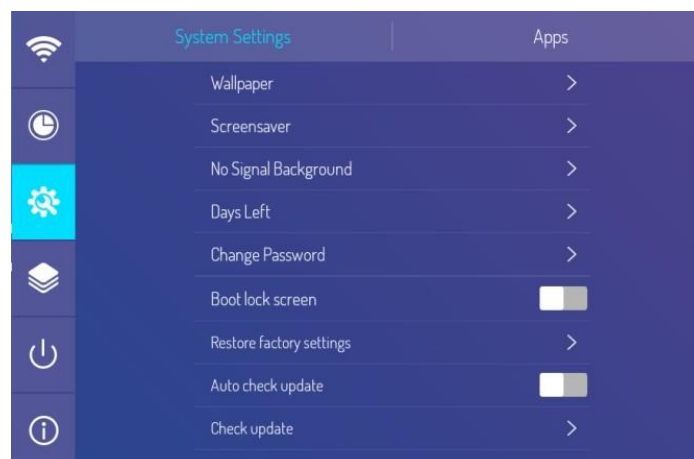 System Settings
Apps
Wallpaper
Screensaver
No Signal Background
Days Left
Change Password
Boot lock screen
Restore factory settings
Auto check update
Check update